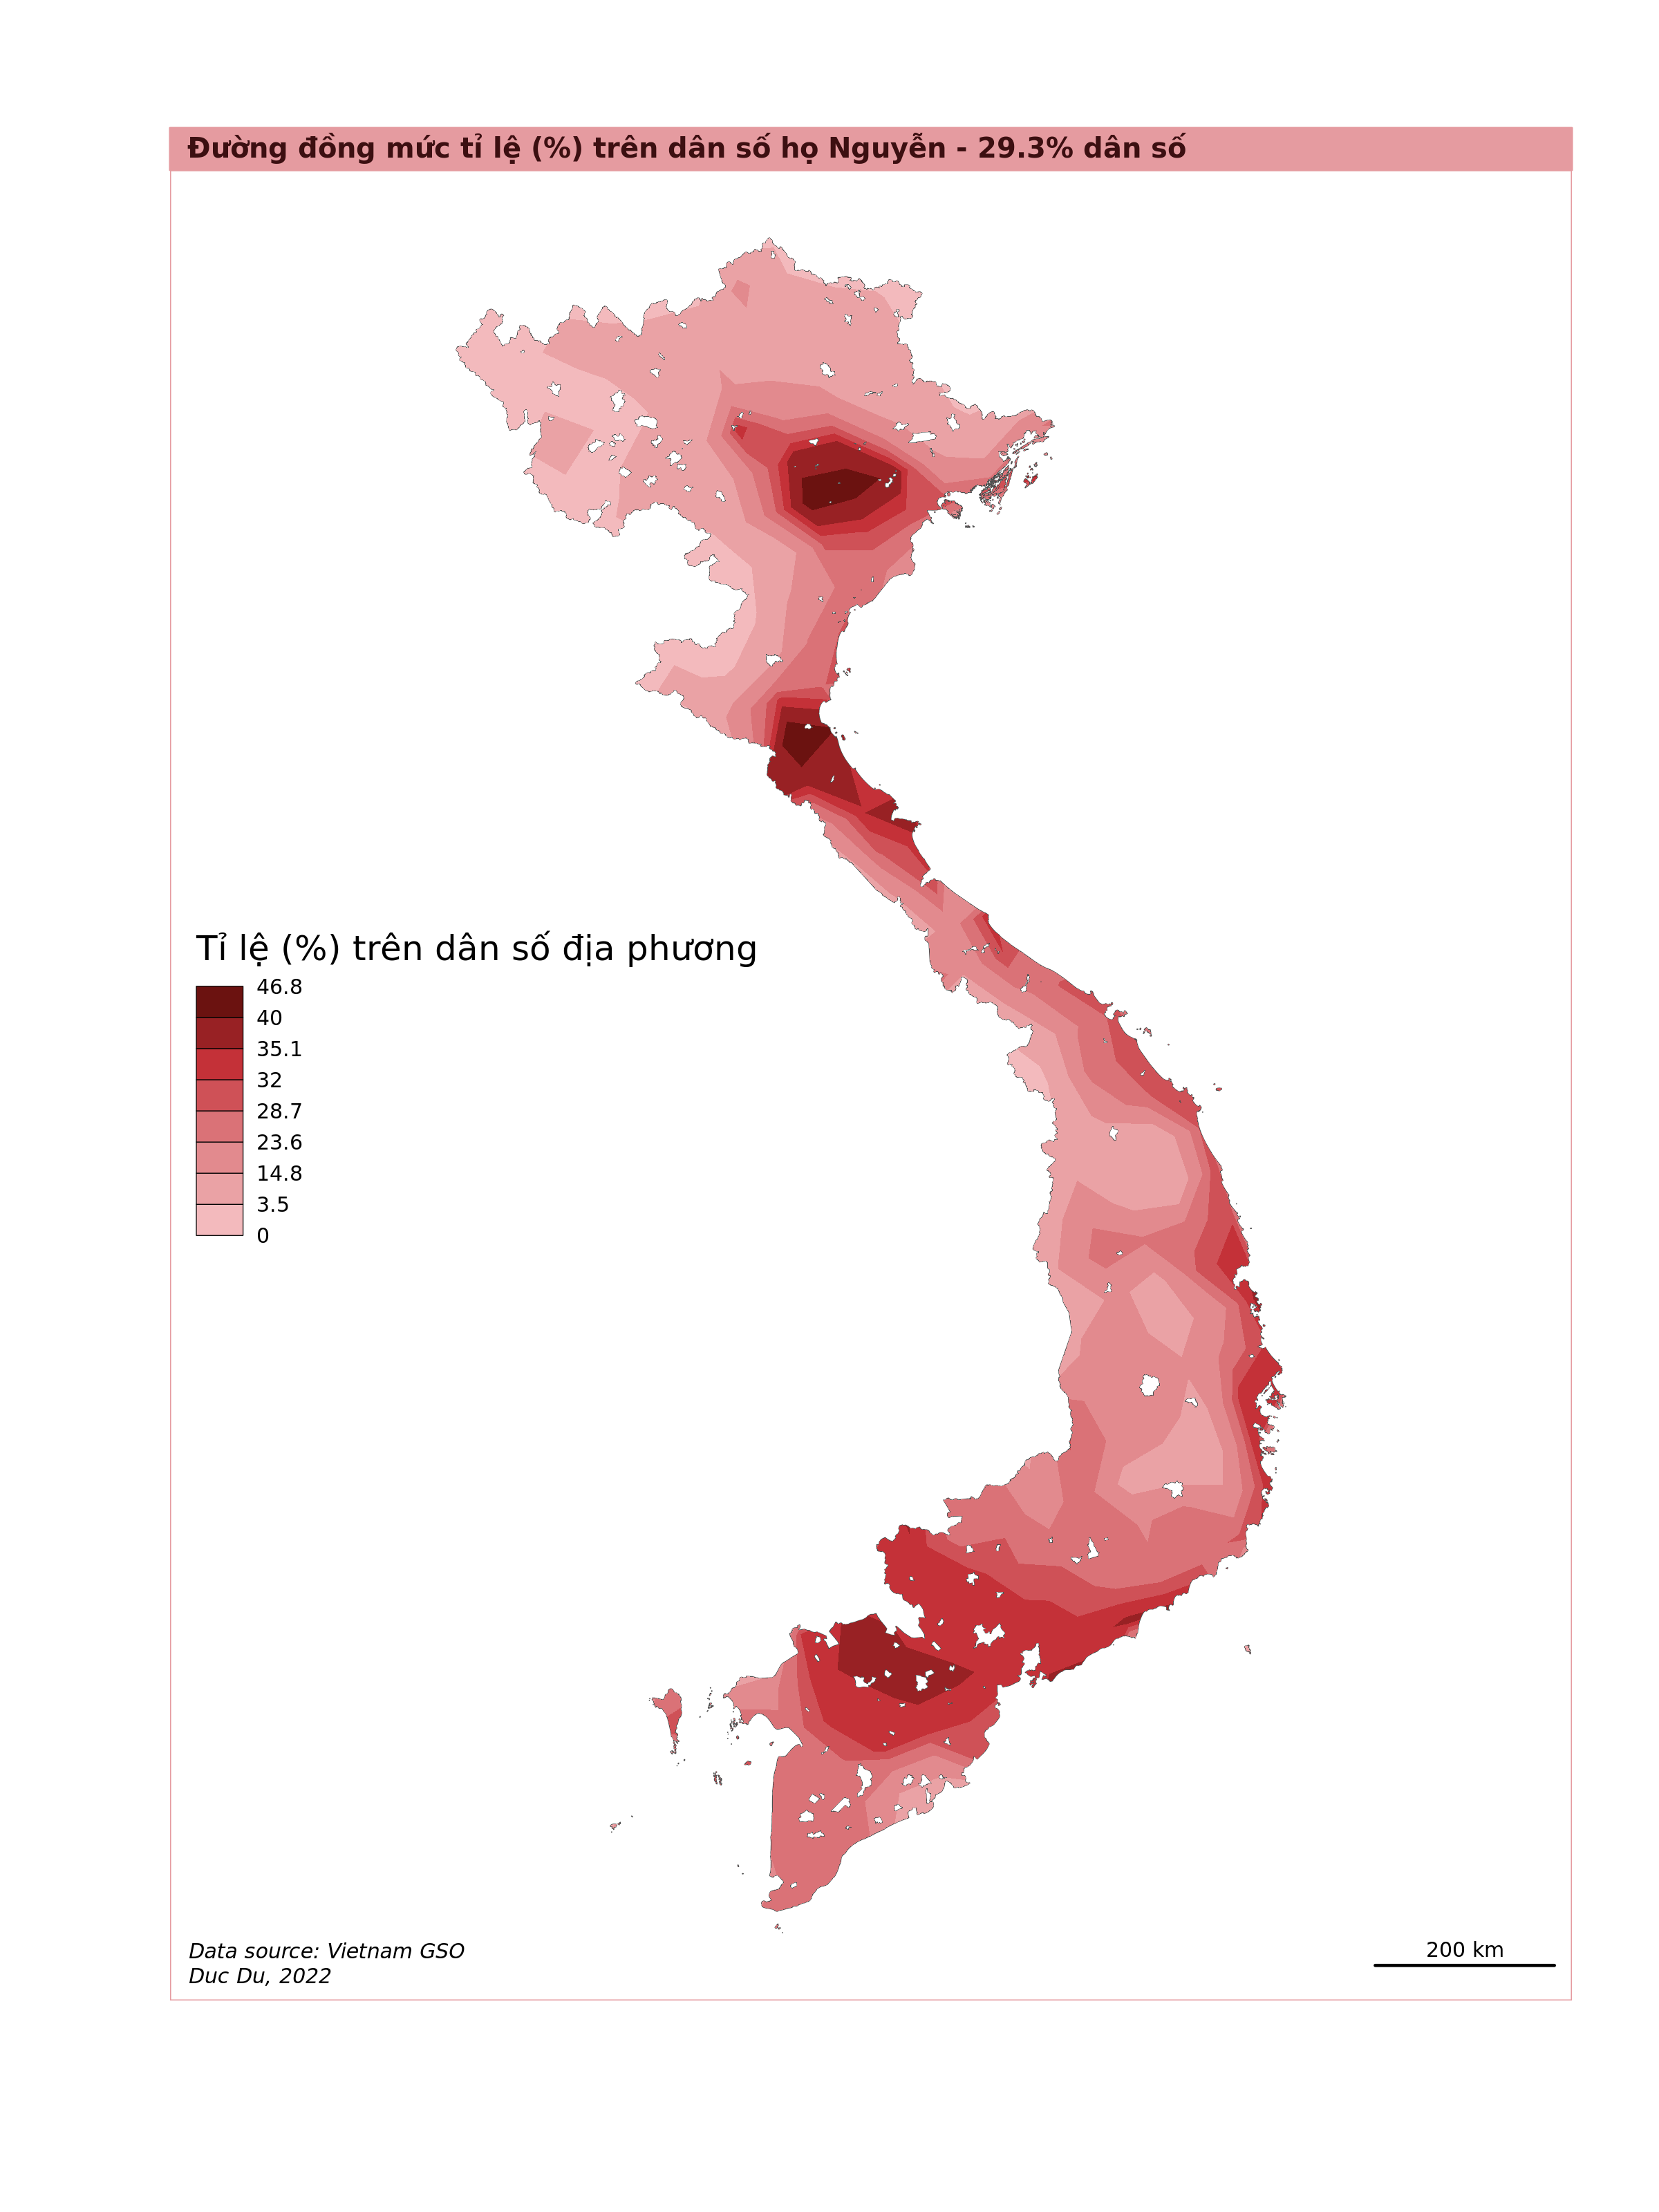 Đường đồng mức tỉ lệ (%) trên dân số họ Nguyễn - 29.3% dân số
Tỉ lệ (%) trên dân số địa phương
46.8
40
35.1
32
28.7
23.6
14.8
3.5
0
Data source: Vietnam GSO
Duc Du, 2022
200 km